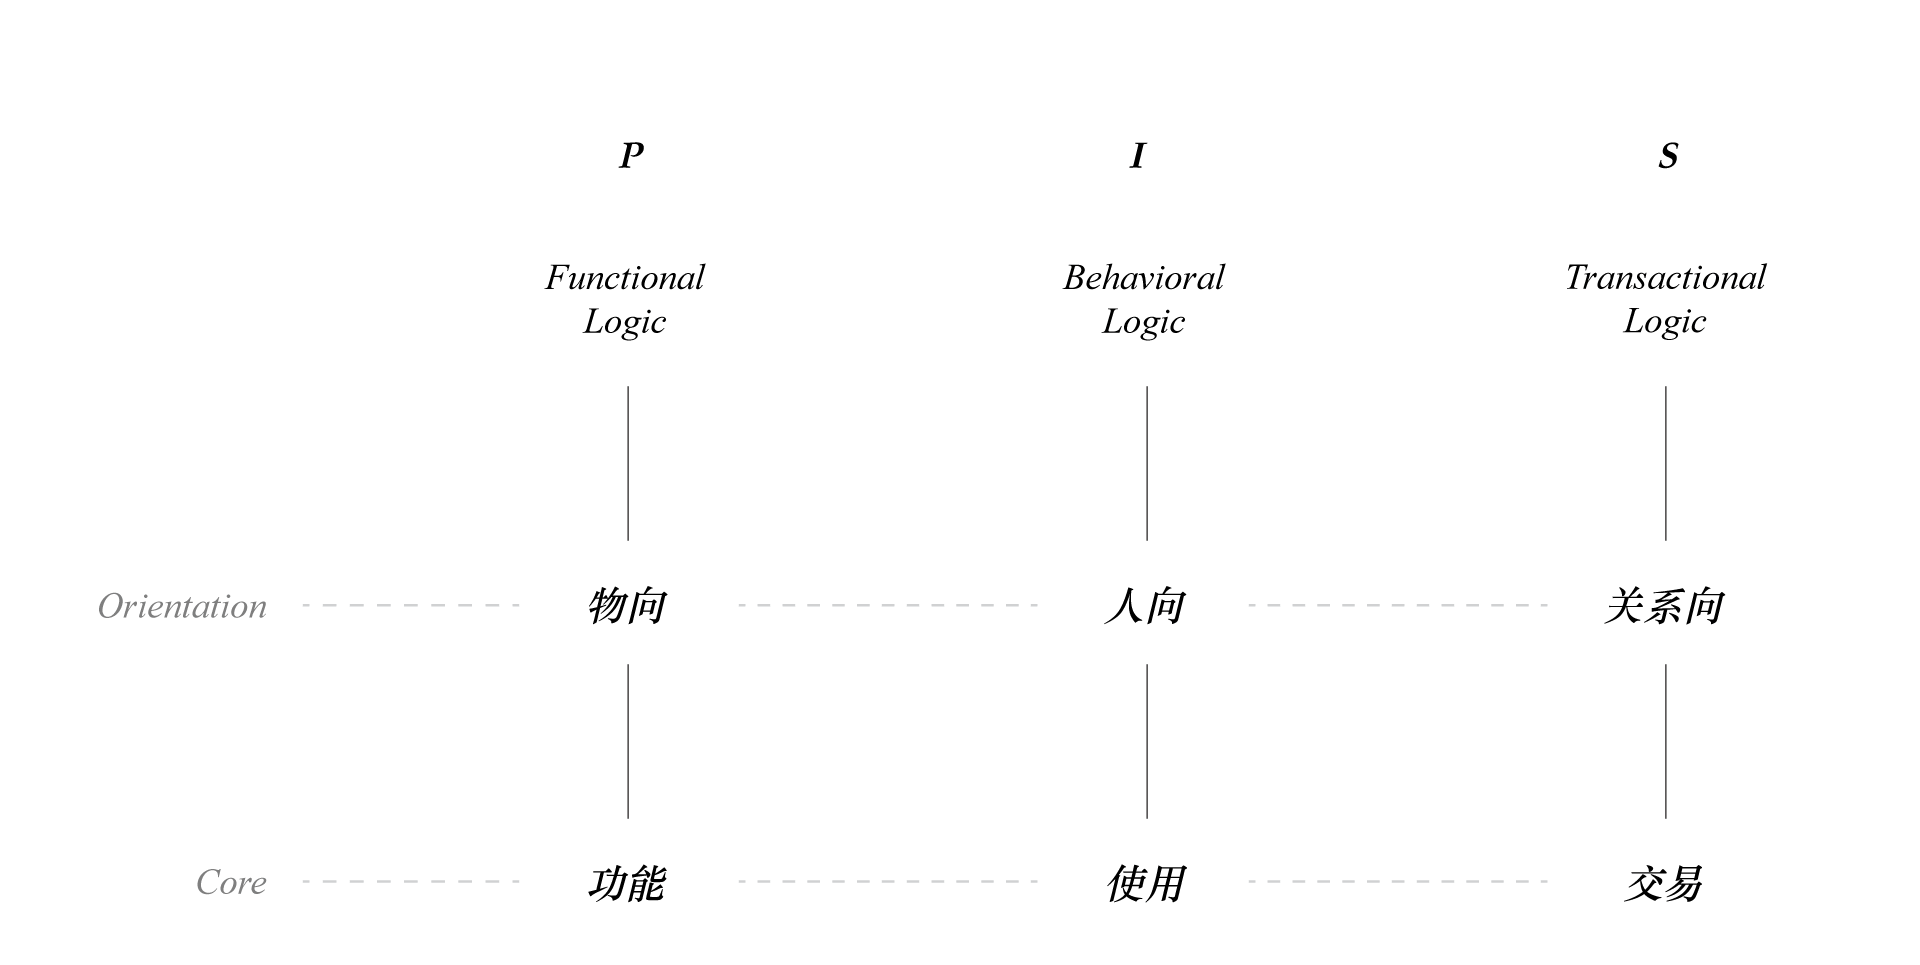 P
I
S
Functional
Logic
Behavioral
Logic
Transactional
Logic
Orientation
物向
人向
关系向
Core
功能
使用
交易